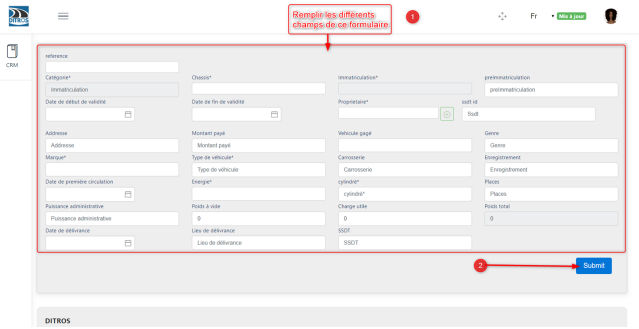 DITROS
Remplir les différents
champs de ce formulaire
1
Fr
Mis à jour
CRM
reference
Catégorie* Chassis* Immatriculation* preimmatriculation
Immatriculation preimmatriculation
Date de début de validité Date de fin de validité Proprietaire* ssdt id
Ssdt
Addresse Montant payé Vehicule gagé Genre
Addresse Montant payé Genre
Marque* Type de véhicule* Carrosserie Enregistrement
Type de véhicule Carrosserie Enregistrement
Date de première circulation Energie* cylindré* Places
cylindré* Places
Puissance administrative Poids à vide Charge utile Poids total
Puissance administrative 0 0 0
Date de délivrance Lieu de délivrance SSDT
Lieu de délivrance SSDT
2
Submit
DITROS